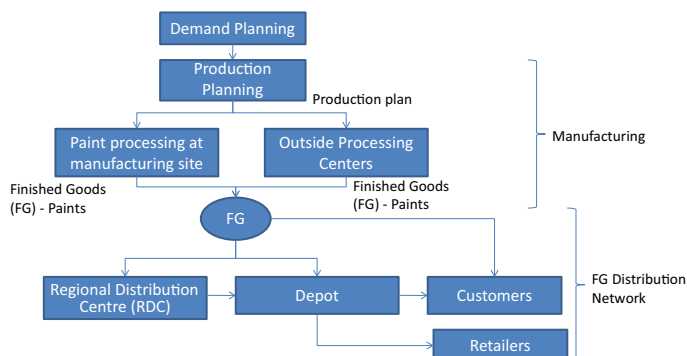 Demand Planning
Production
Planning
Production plan
Paint processing at
manufacturing site
Outside Processing
Centers
Manufacturing
Finished Goods
(FG) - Paints
Finished Goods
(FG) - Paints
FG
Regional Distribution
Centre (RDC)
Depot
Customers
FG Distribution
Network
Retailers